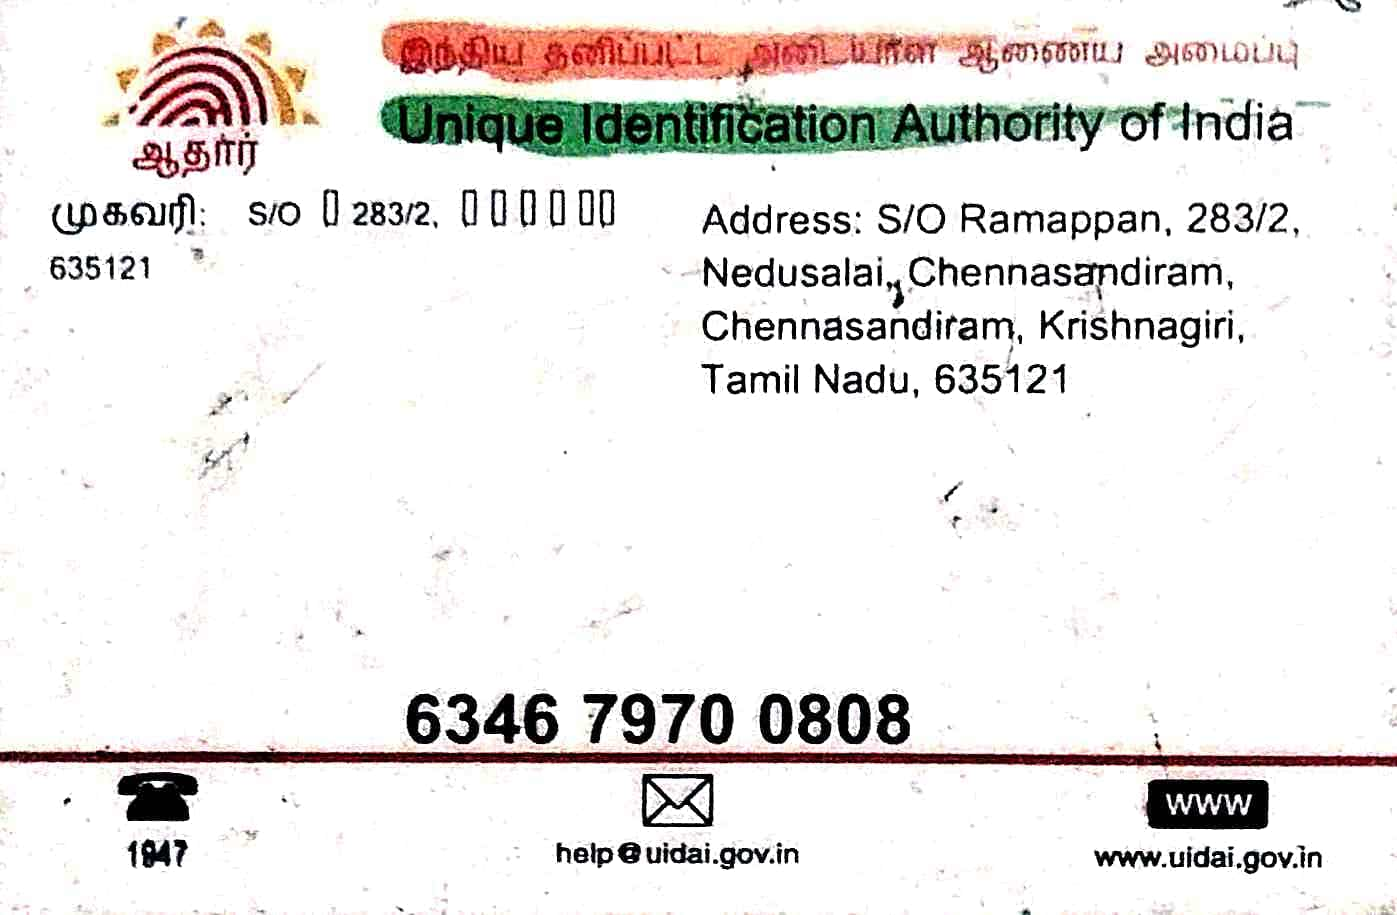 இந்திய தனிப்பட்ட அடையாள ஆணைய அமைப்பு
Unique Identification Authority of India
ஆதார்
முகவரி: S/O 283/2,
635121
Address: S/O Ramappan, 283/2,
Nedusalai, Chennasandiram,
Chennasandiram, Krishnagiri,
Tamil Nadu, 635121
6346 7970 0808
1947
help@uidai.gov.in
WWW
www.uidai.gov.in